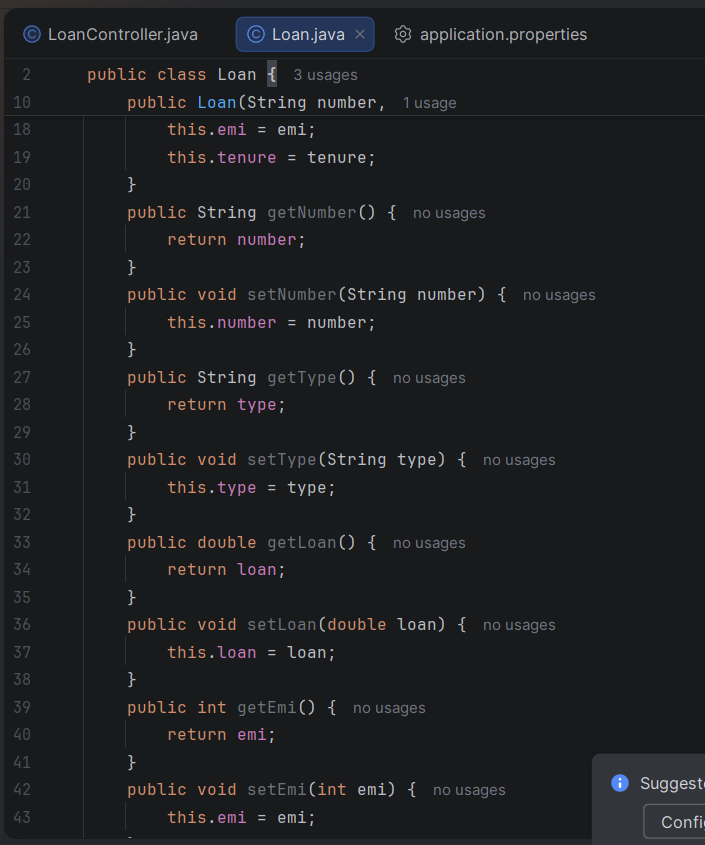 LoanController.java Loan.java application.properties
2 public class Loan { 3 usages
10 public Loan(String number, 1 usage
18 this.emi = emi;
19 this.tenure = tenure;
20 }
21 public String getNumber() { no usages
22 return number;
23 }
24 public void setNumber(String number) { no usages
25 this.number = number;
26 }
27 public String getType() { no usages
28 return type;
29 }
30 public void setType(String type) { no usages
31 this.type = type;
32 }
33 public double getLoan() { no usages
34 return loan;
35 }
36 public void setLoan(double loan) { no usages
37 this.loan = loan;
38 }
39 public int getEmi() { no usages
40 return emi;
41 }
42 public void setEmi(int emi) { no usages
43 this.emi = emi;